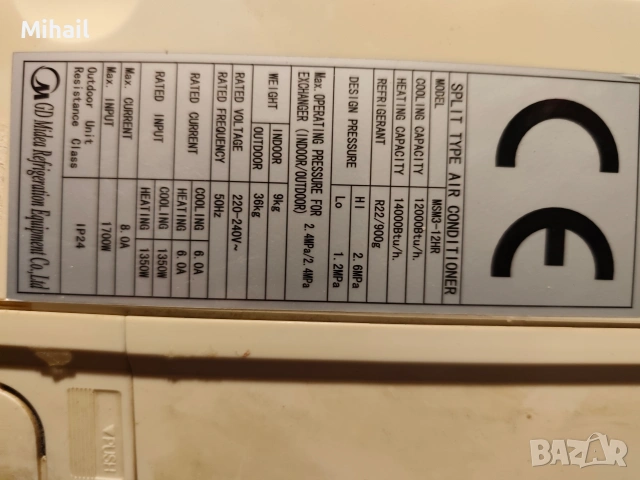 Mihail
SPLIT TYPE AIR CONDITIONER
MODEL MSM3-12HR
COOLING CAPACITY 12000Btu/h.
HEATING CAPACITY 14000Btu/h.
REFRIGERANT R22/900g
DESIGN PRESSURE HI 2.6MPa
Lo 1.2MPa
Max. OPERATING PRESSURE FOR
EXCHANGER (INDOOR/OUTDOOR) 2.4MPa/2.4MPa
WEIGHT INDOOR 9kg
OUTDOOR 36kg
RATED VOLTAGE 220-240V~
RATED FREQUENCY 50Hz
RATED CURRENT COOLING 6.0A
HEATING 6.0A
RATED INPUT COOLING 1350W
HEATING 1350W
Max. CURRENT 8.0A
Max. INPUT 1700W
Outdoor Unit
Resistance Class IP24
GD Midea Refrigeration Equipment Co.,Ltd
CE
PUSH
BAZAR